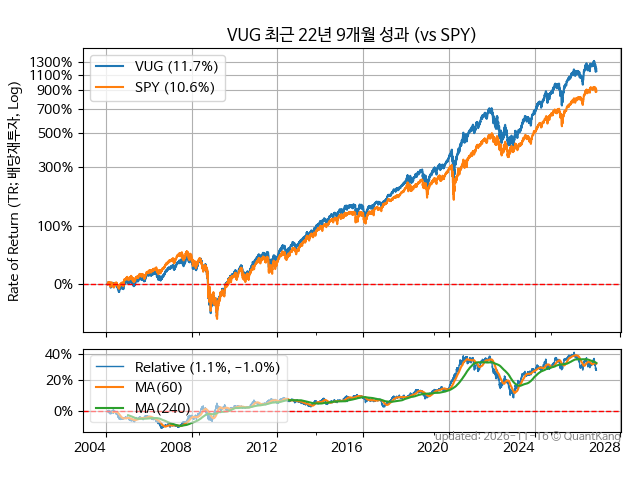 VUG 최근 22년 9개월 성과 (vs SPY)
Rate of Return (TR; 배당재투자, Log)
1300%
1100%
900%
700%
500%
300%
100%
0%
VUG (11.7%)
SPY (10.6%)
40%
20%
0%
Relative (1.1%, −1.0%)
MA(60)
MA(240)
2004
2008
2012
2016
2020
2024
2028
updated: 2026−11−16 © QuantKang